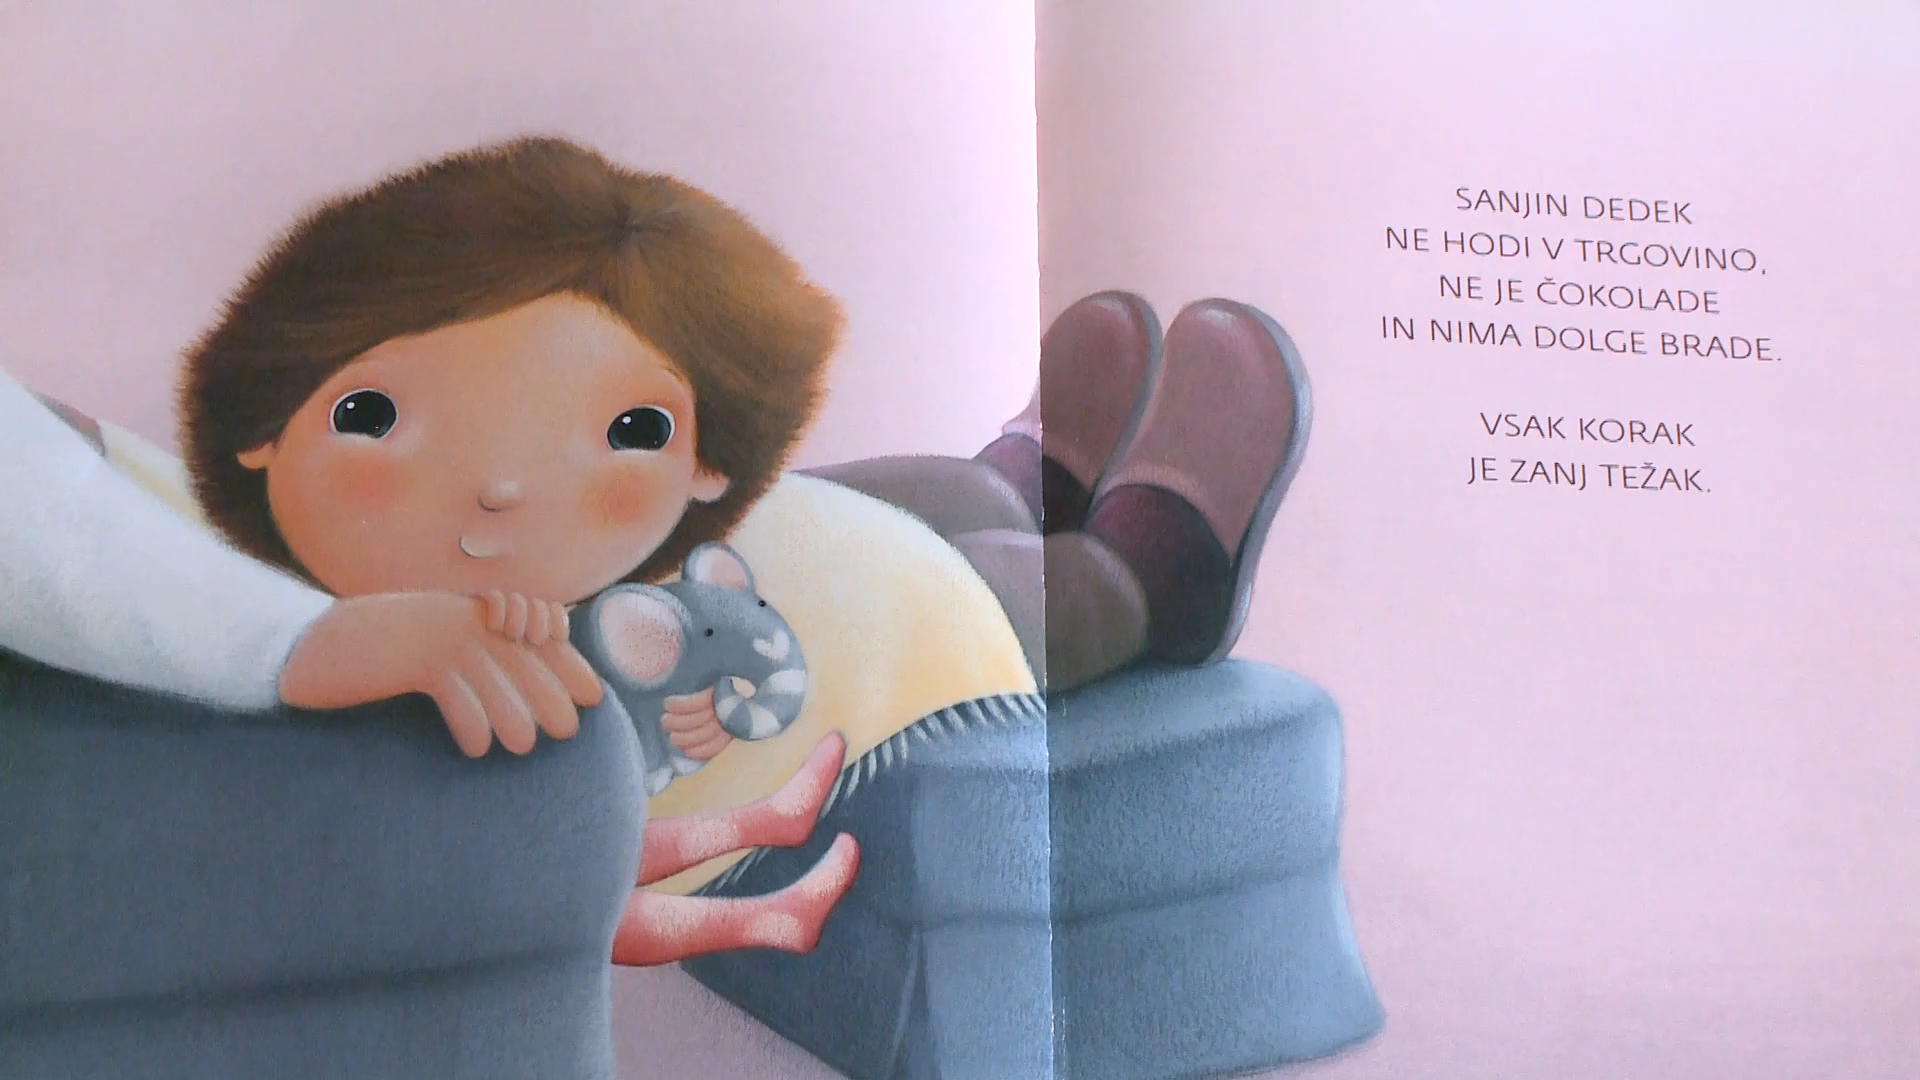 SANJIN DEDEK
NE HODI V TRGOVINO,
NE JE ČOKOLADE
IN NIMA DOLGE BRADE.
VSAK KORAK
JE ZANJ TEŽAK.